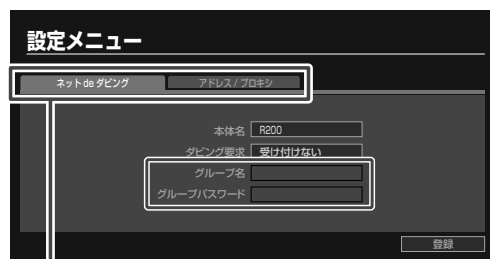 設定メニュー
ネットdeダビング アドレス/プロキシ
本体名 R200
ダビング要求 受け付けない
グループ名
グループパスワード
登録